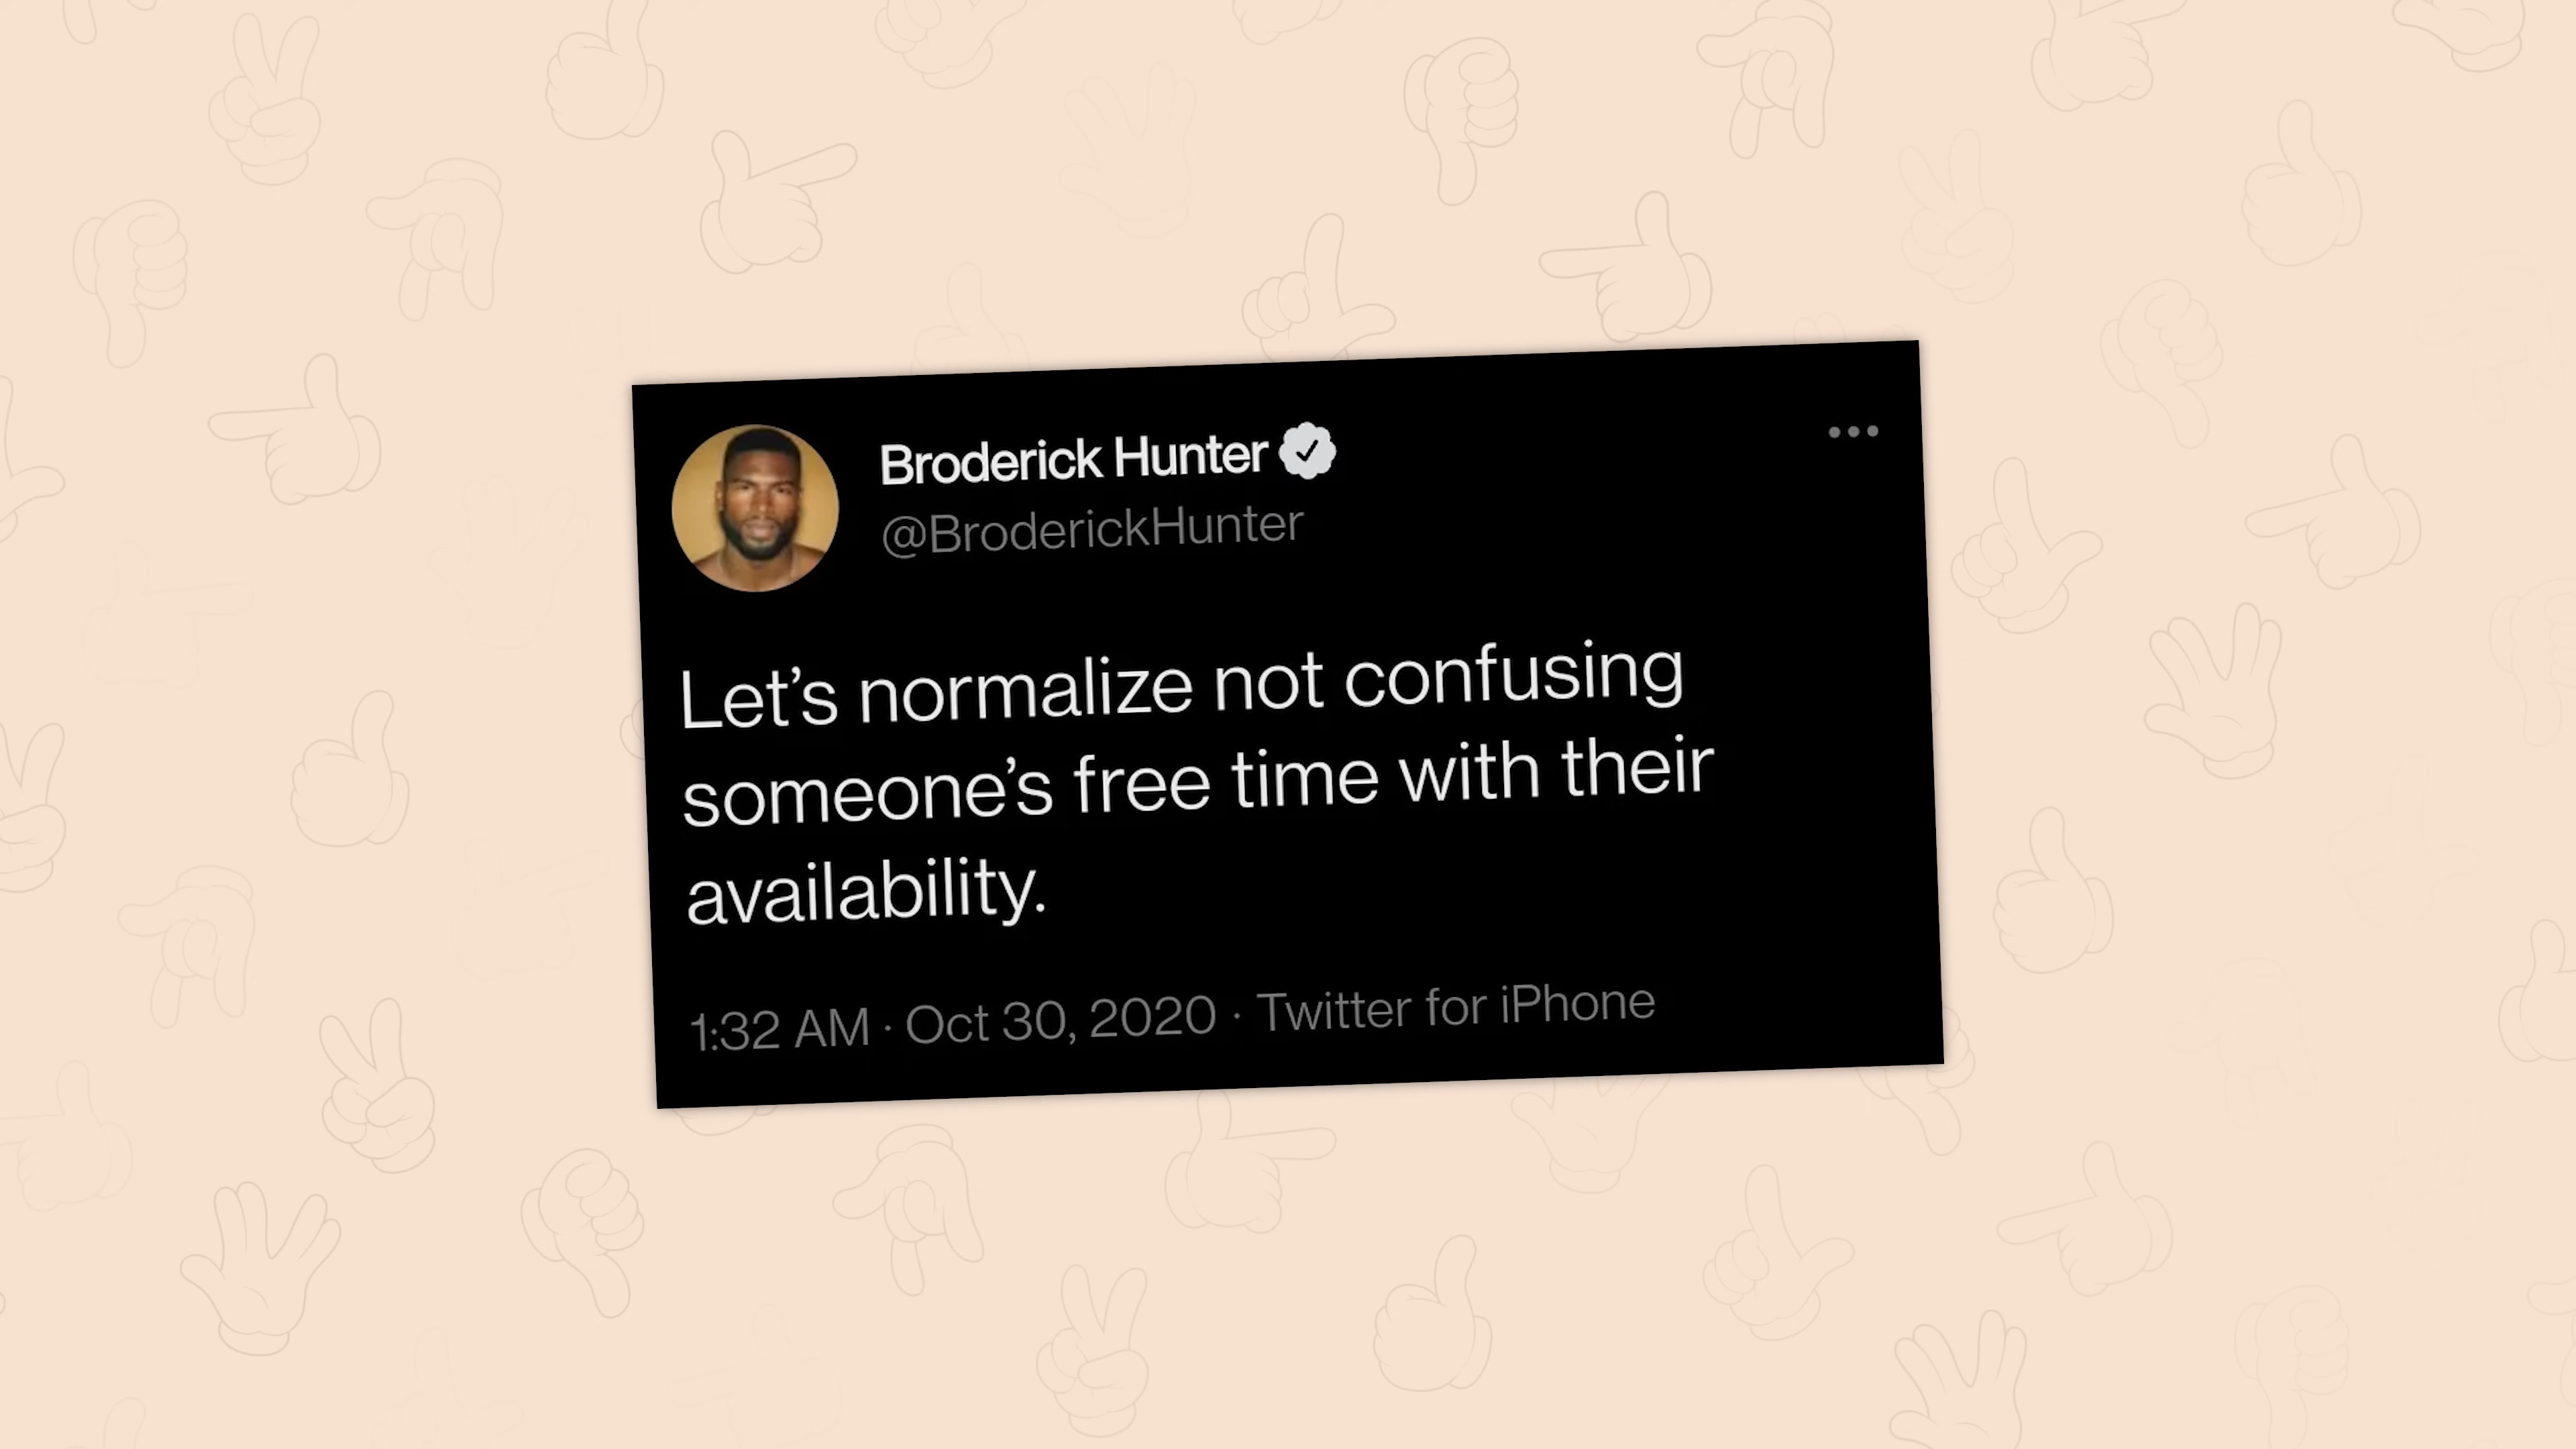 Broderick Hunter
@BroderickHunter
Let’s normalize not confusing
someone’s free time with their
availability.
1:32 AM · Oct 30, 2020 · Twitter for iPhone